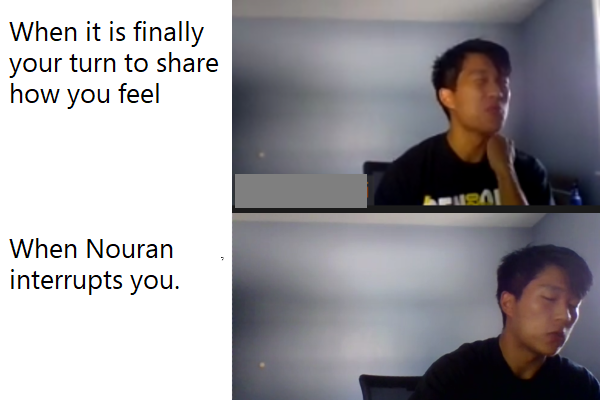 When it is finally
your turn to share
how you feel
When Nouran
interrupts you.